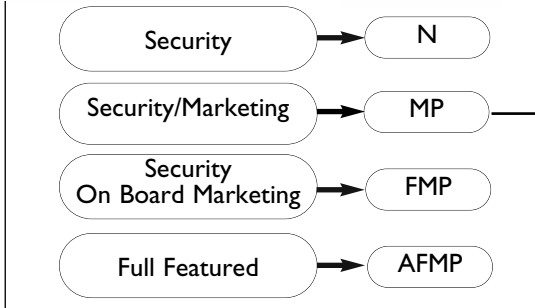 Security
N
Security/Marketing
MP
Security
On Board Marketing
FMP
Full Featured
AFMP